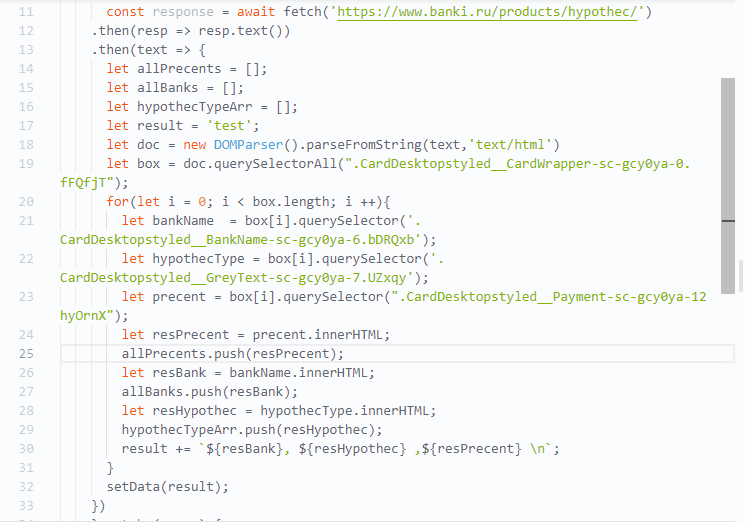 11 const response = await fetch('https://www.banki.ru/products/hypothec/')
12 .then(resp => resp.text())
13 .then(text => {
14 let allPrecents = [];
15 let allBanks = [];
16 let hypothecTypeArr = [];
17 let result = 'test';
18 let doc = new DOMParser().parseFromString(text,'text/html')
19 let box = doc.querySelectorAll(".CardDesktopstyled__CardWrapper-sc-gcy0ya-0.
fFQfjT");
20 for(let i = 0; i < box.length; i ++){
21 let bankName  = box[i].querySelector('.
CardDesktopstyled__BankName-sc-gcy0ya-6.bDRQxb');
22 let hypothecType = box[i].querySelector('.
CardDesktopstyled__GreyText-sc-gcy0ya-7.UZxqy');
23 let precent = box[i].querySelector(".CardDesktopstyled__Payment-sc-gcy0ya-12
hyOrnX");
24 let resPrecent = precent.innerHTML;
25 allPrecents.push(resPrecent);
26 let resBank = bankName.innerHTML;
27 allBanks.push(resBank);
28 let resHypothec = hypothecType.innerHTML;
29 hypothecTypeArr.push(resHypothec);
30 result += `${resBank}, ${resHypothec} ,${resPrecent} \n`;
31 }
32 setData(result);
33 })